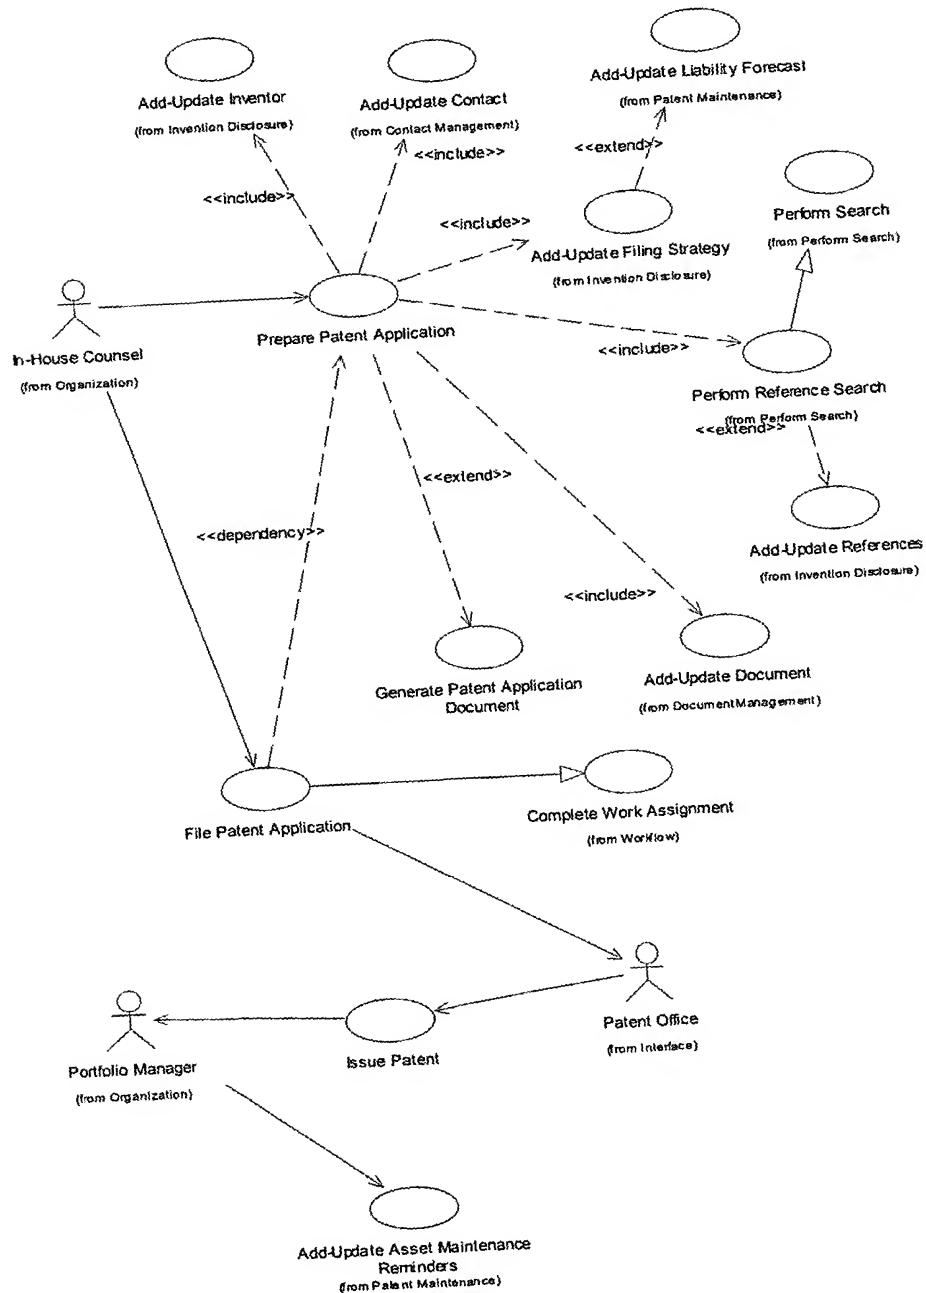 Add-Update Liability Forecast
(from Patent Maintenance)
Add-Update Inventor
(from Invention Disclosure)
Add-Update Contact
(from Contact Management)
<<include>>
<<extend>>
<<include>>
<<include>>
Perform Search
(from Perform Search)
Add-Update Filing Strategy
(from Invention Disclosure)
In-House Counsel
(from Organization)
Prepare Patent Application
<<include>>
Perform Reference Search
(from Perform Search)
<<extend>>
<<extend>>
<<dependency>>
Add-Update References
(from Invention Disclosure)
<<include>>
Generate Patent Application
Document
Add-Update Document
(from Document Management)
File Patent Application
Complete Work Assignment
(from Workflow)
Patent Office
(from Interface)
Issue Patent
Portfolio Manager
(from Organization)
Add-Update Asset Maintenance
Reminders
(from Patent Maintenance)